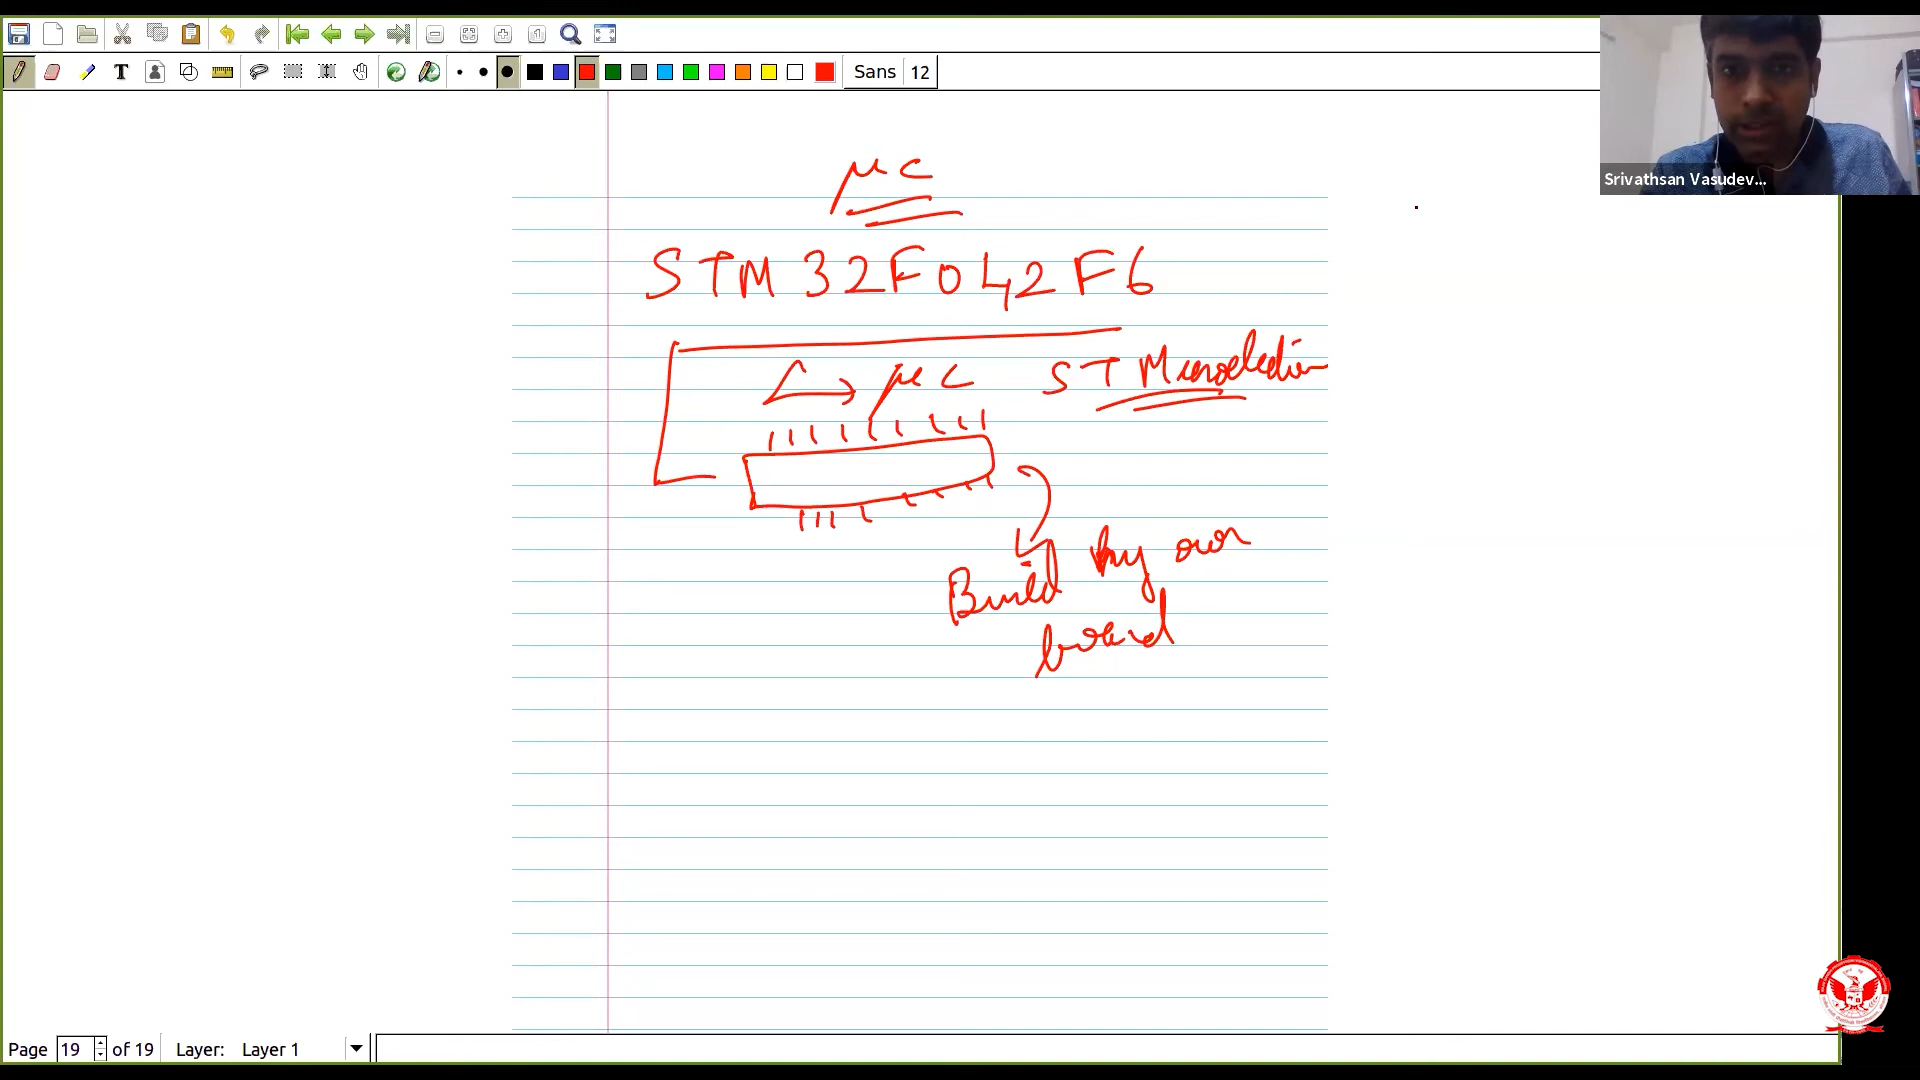 Sans 12
Srivathsan Vasudev...
μC
STM32F042F6
μC ST Microelectron
Build my own
board
Page 19 of 19 Layer: Layer 1